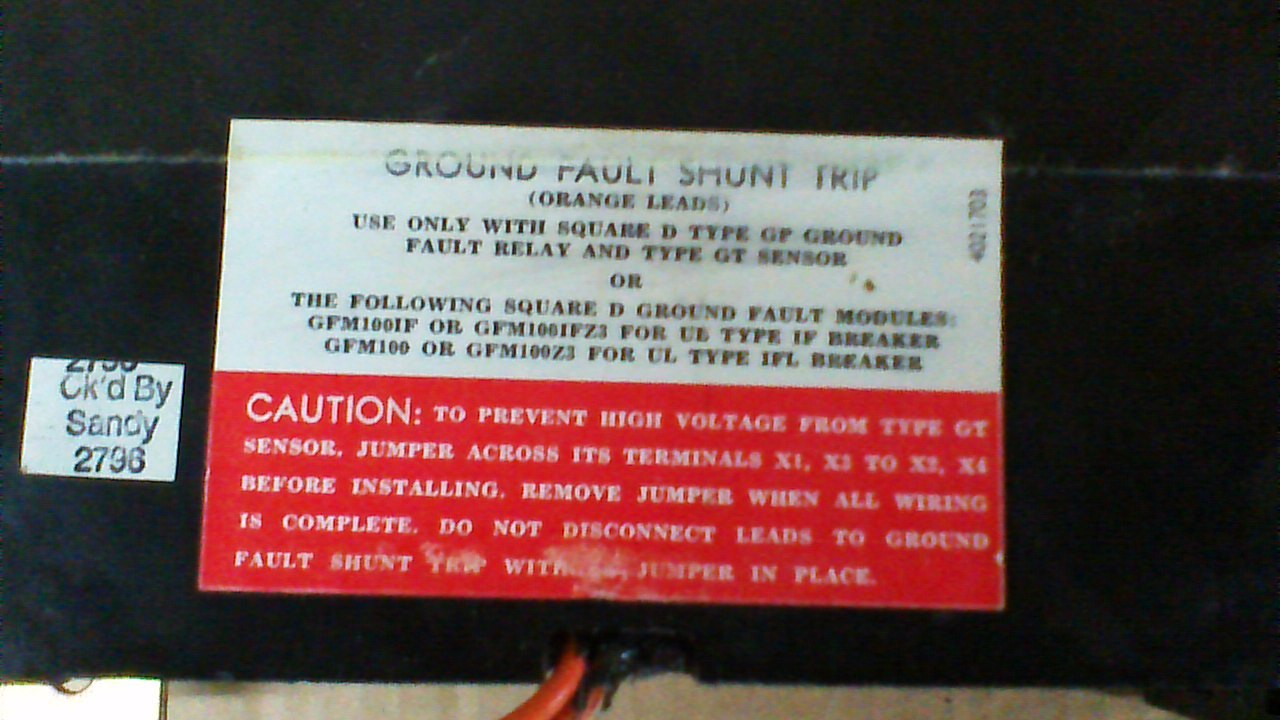 GROUND FAULT SHUNT TRIP
(ORANGE LEADS)
USE ONLY WITH SQUARE D TYPE GP GROUND
FAULT RELAY AND TYPE GT SENSOR
OR
THE FOLLOWING SQUARE D GROUND FAULT MODULES:
GFM100IF OR GFM100IFZ3 FOR UL TYPE IF BREAKER
GFM100 OR GFM100Z3 FOR UL TYPE IFL BREAKER
4021703
CAUTION: TO PREVENT HIGH VOLTAGE FROM TYPE GT
SENSOR, JUMPER ACROSS ITS TERMINALS X1, X3 TO X2, X4
BEFORE INSTALLING. REMOVE JUMPER WHEN ALL WIRING
IS COMPLETE. DO NOT DISCONNECT LEADS TO GROUND
FAULT SHUNT TRIP JUMPER IN PLACE.
Ck'd By
Sandy
2796